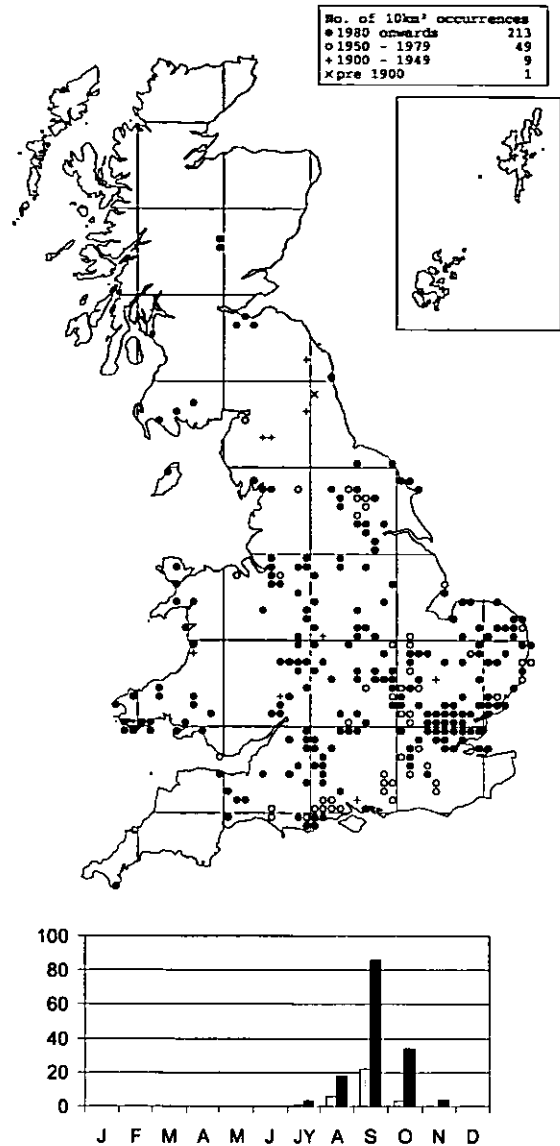 No. of 10km² occurrences
● 1980 onwards 213
○ 1950 - 1979 49
+ 1900 - 1949 9
× pre 1900 1
100
80
60
40
20
0
J F M A M J JY A S O N D